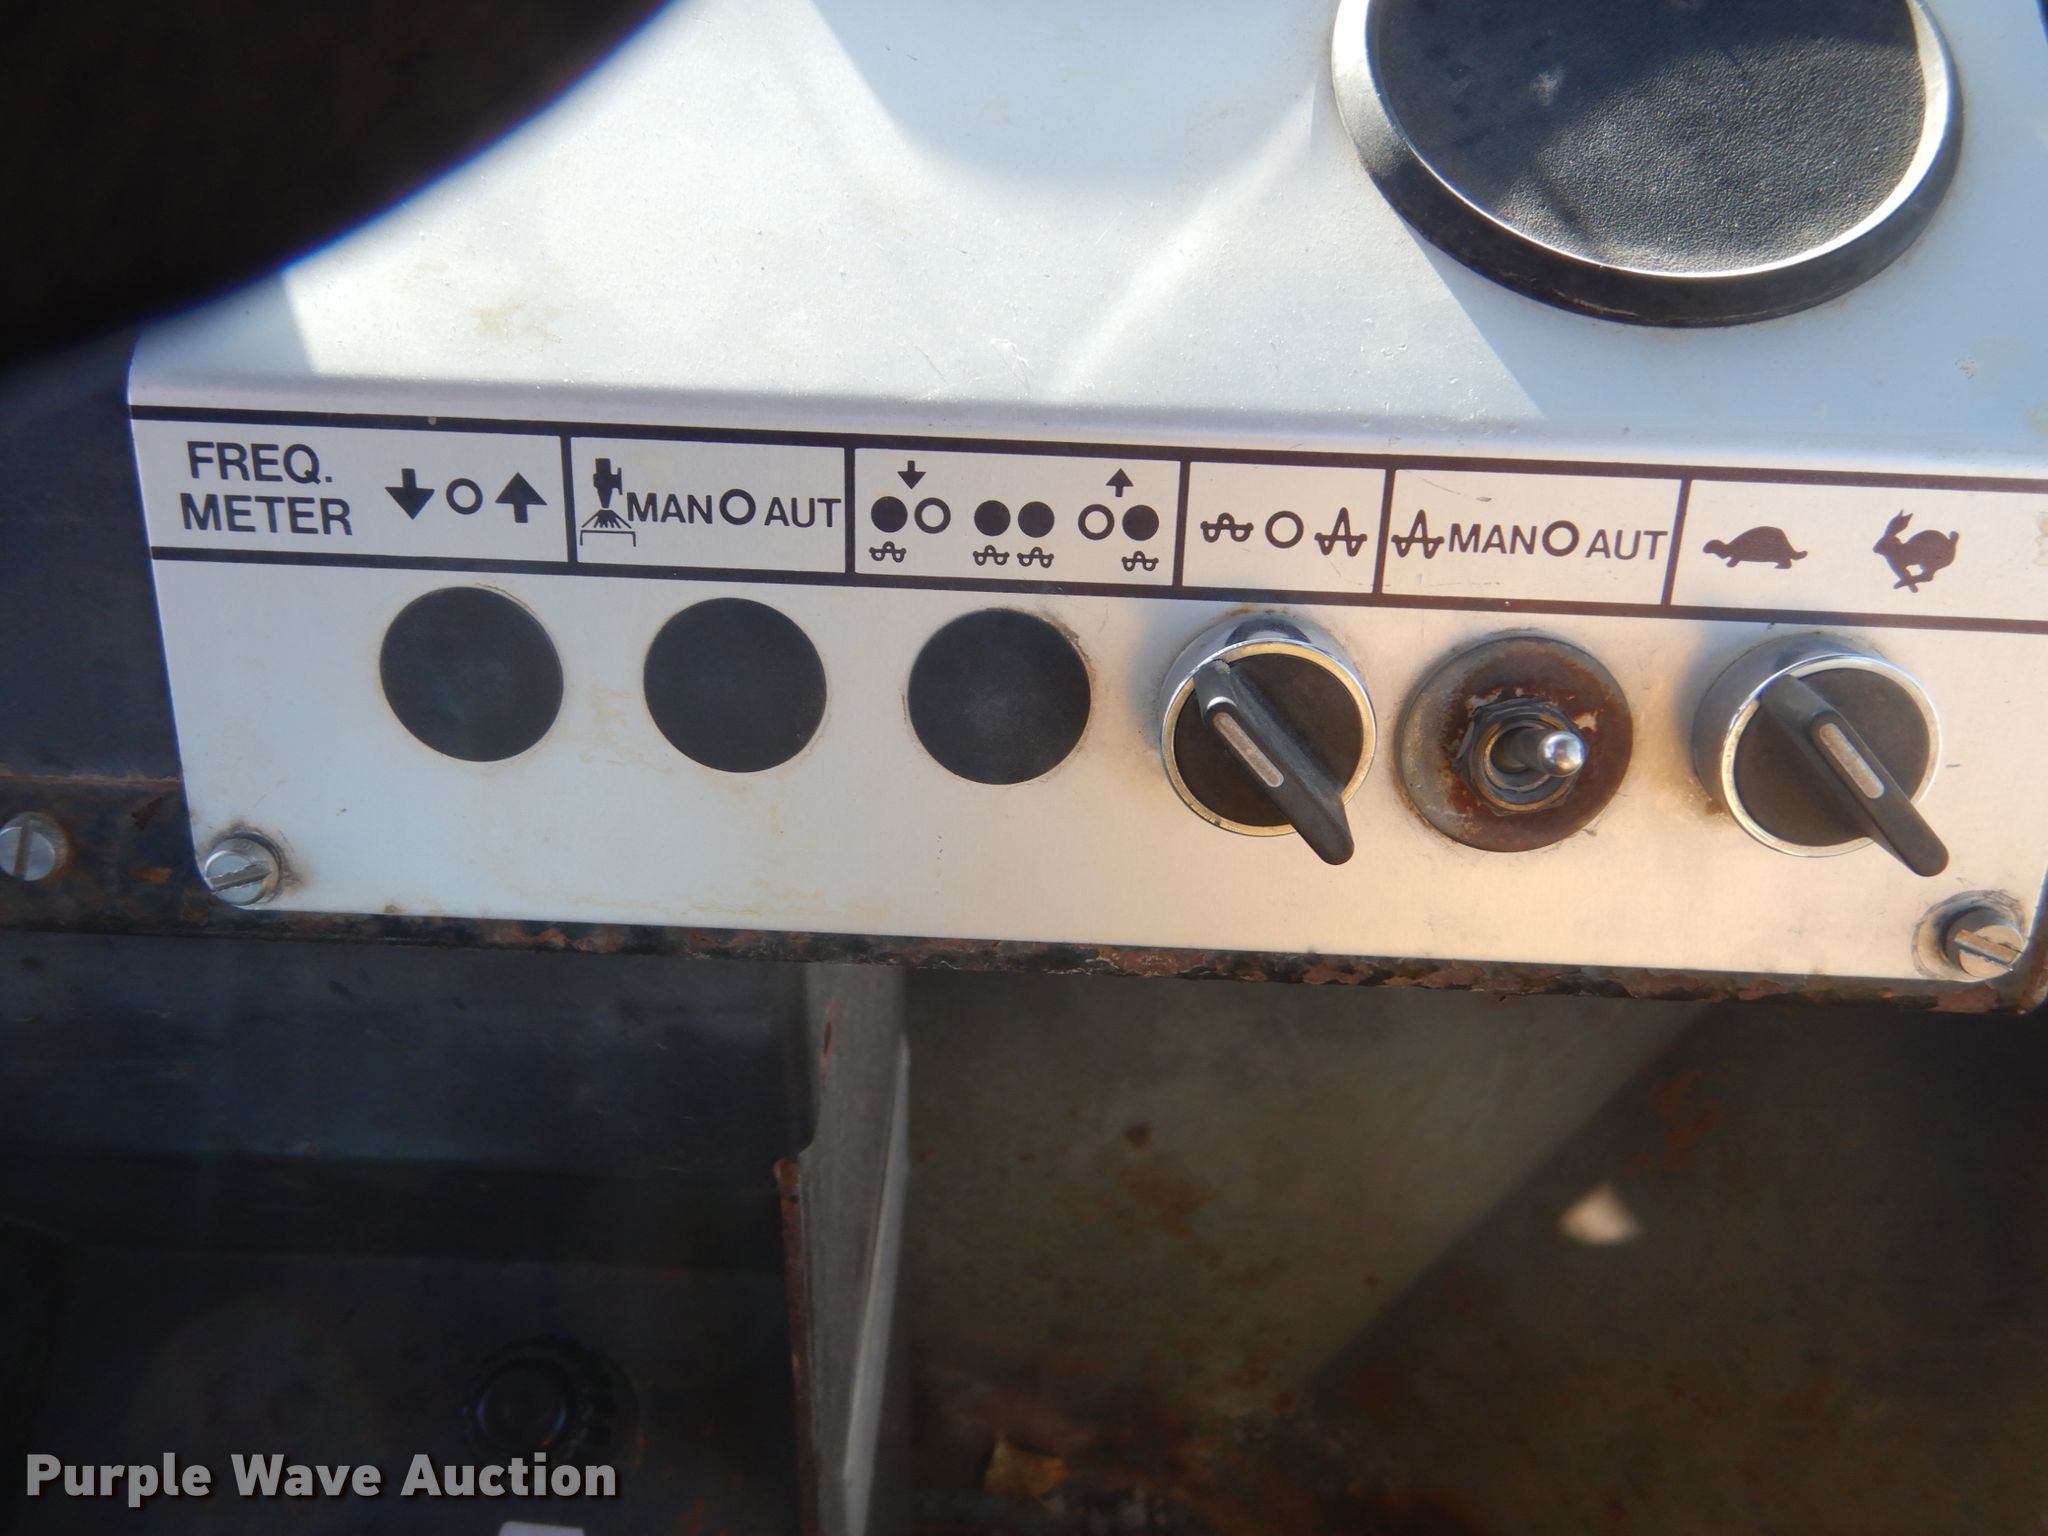 FREQ.
METER
MAN O AUT
MAN O AUT
Purple Wave Auction